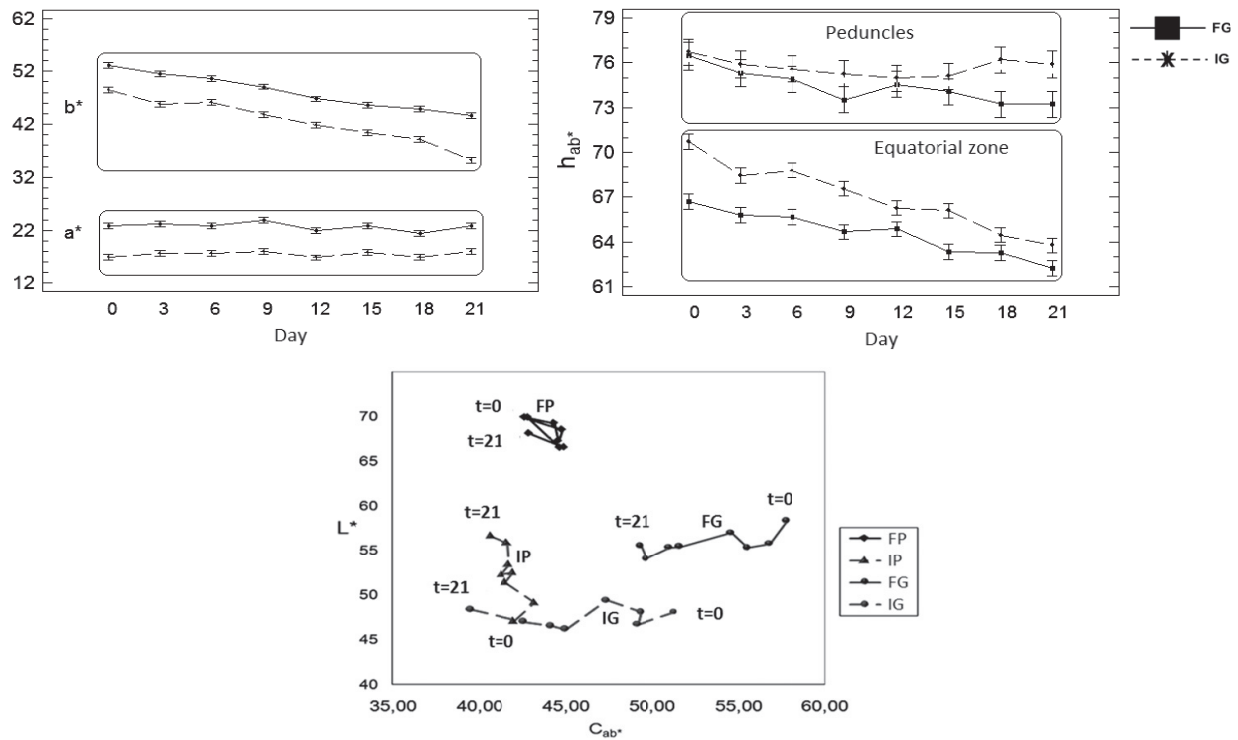 62
52
42
32
22
12
b*
a*
0 3 6 9 12 15 18 21
Day
79
76
73
70
67
64
61
h_ab*
Peduncles
Equatorial zone
0 3 6 9 12 15 18 21
Day
FG
IG
70
65
60
55
50
45
40
L*
t=0 FP
t=21
t=21
IP
t=21
t=0
t=0
FG
t=21
IG
t=0
35,00 40,00 45,00 50,00 55,00 60,00
C_ab*
FP
IP
FG
IG